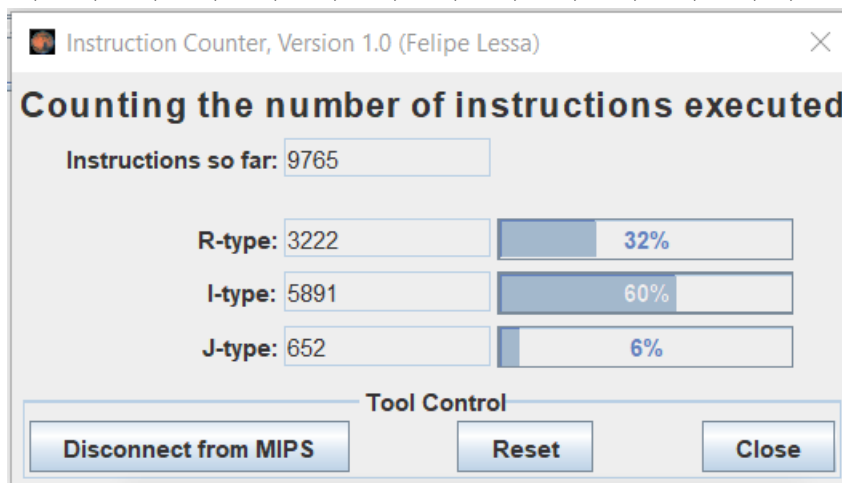 Instruction Counter, Version 1.0 (Felipe Lessa)
Counting the number of instructions executed
Instructions so far: 9765
R-type: 3222 32%
I-type: 5891 60%
J-type: 652 6%
Tool Control
Disconnect from MIPS Reset Close